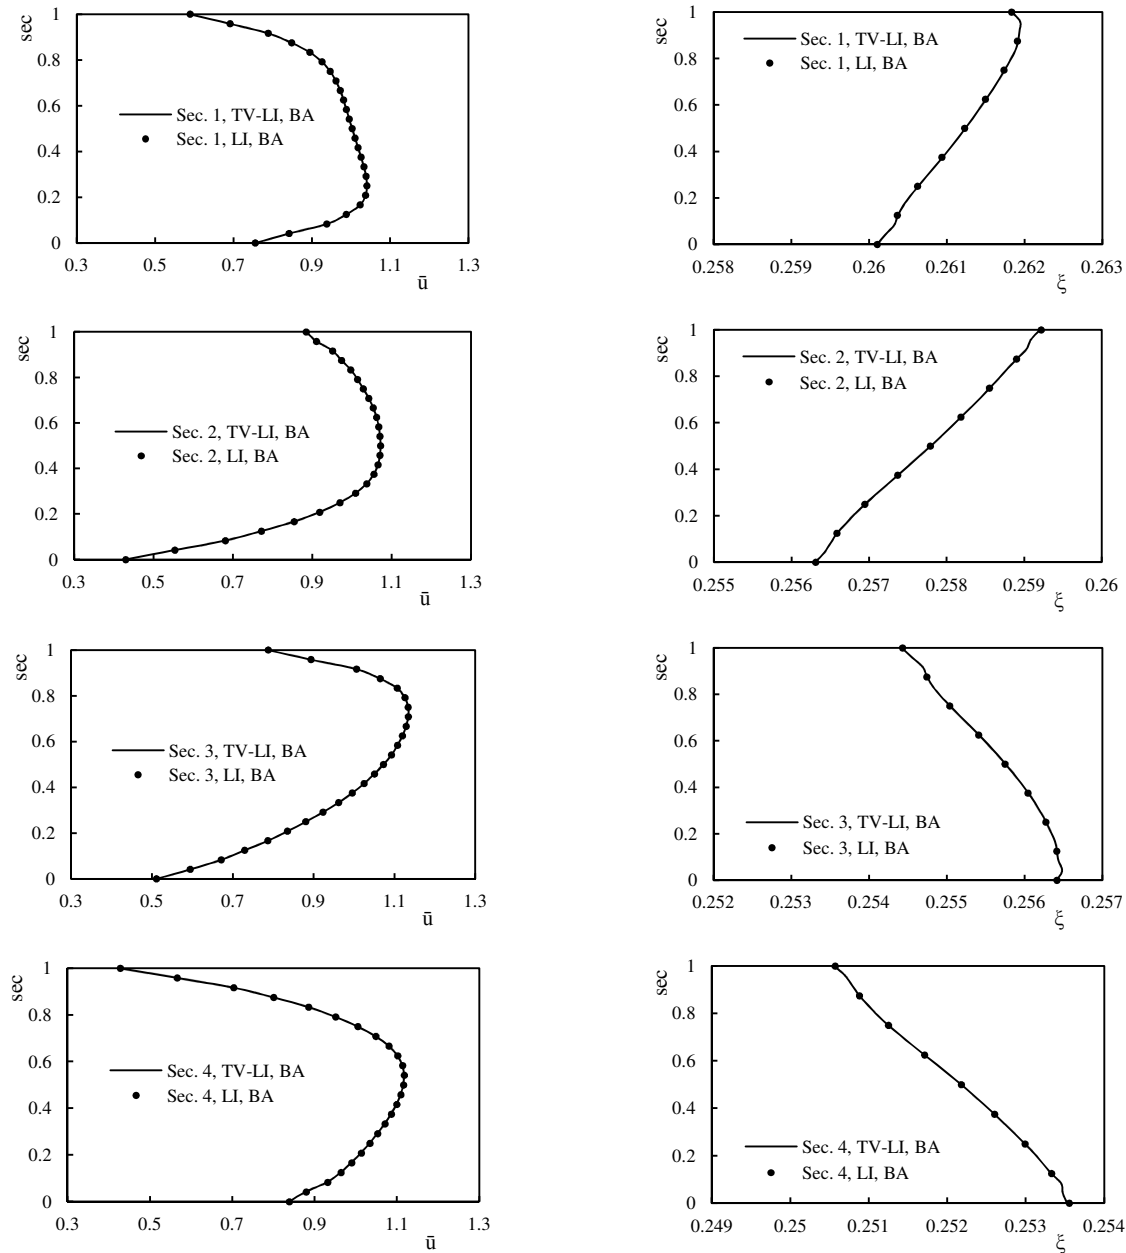 sec
1
0.8
0.6
0.4
0.2
0
Sec. 1, TV-LI, BA
Sec. 1, LI, BA
0.3 0.5 0.7 0.9 1.1 1.3
ū
sec
1
0.8
0.6
0.4
0.2
0
Sec. 1, TV-LI, BA
Sec. 1, LI, BA
0.258 0.259 0.26 0.261 0.262 0.263
ξ
sec
1
0.8
0.6
0.4
0.2
0
Sec. 2, TV-LI, BA
Sec. 2, LI, BA
0.3 0.5 0.7 0.9 1.1 1.3
ū
sec
1
0.8
0.6
0.4
0.2
0
Sec. 2, TV-LI, BA
Sec. 2, LI, BA
0.255 0.256 0.257 0.258 0.259 0.26
ξ
sec
1
0.8
0.6
0.4
0.2
0
Sec. 3, TV-LI, BA
Sec. 3, LI, BA
0.3 0.5 0.7 0.9 1.1 1.3
ū
sec
1
0.8
0.6
0.4
0.2
0
Sec. 3, TV-LI, BA
Sec. 3, LI, BA
0.252 0.253 0.254 0.255 0.256 0.257
ξ
sec
1
0.8
0.6
0.4
0.2
0
Sec. 4, TV-LI, BA
Sec. 4, LI, BA
0.3 0.5 0.7 0.9 1.1 1.3
ū
sec
1
0.8
0.6
0.4
0.2
0
Sec. 4, TV-LI, BA
Sec. 4, LI, BA
0.249 0.25 0.251 0.252 0.253 0.254
ξ